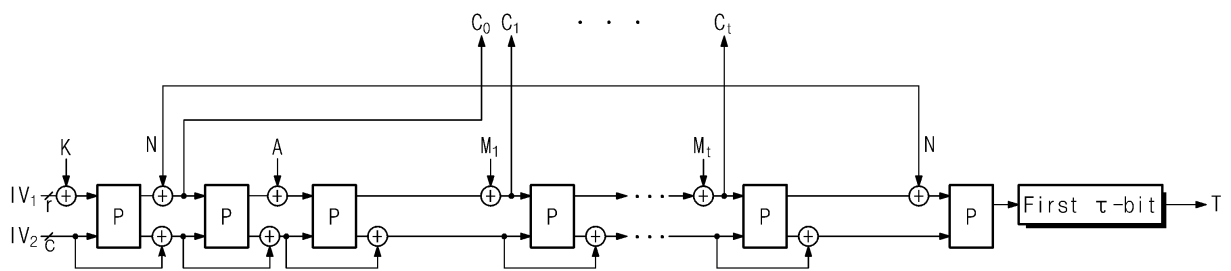 C₀ C₁ · · · Cₜ
K N A M₁ Mₜ N
IV₁ r P P P P · · · P P First τ-bit T
IV₂ c